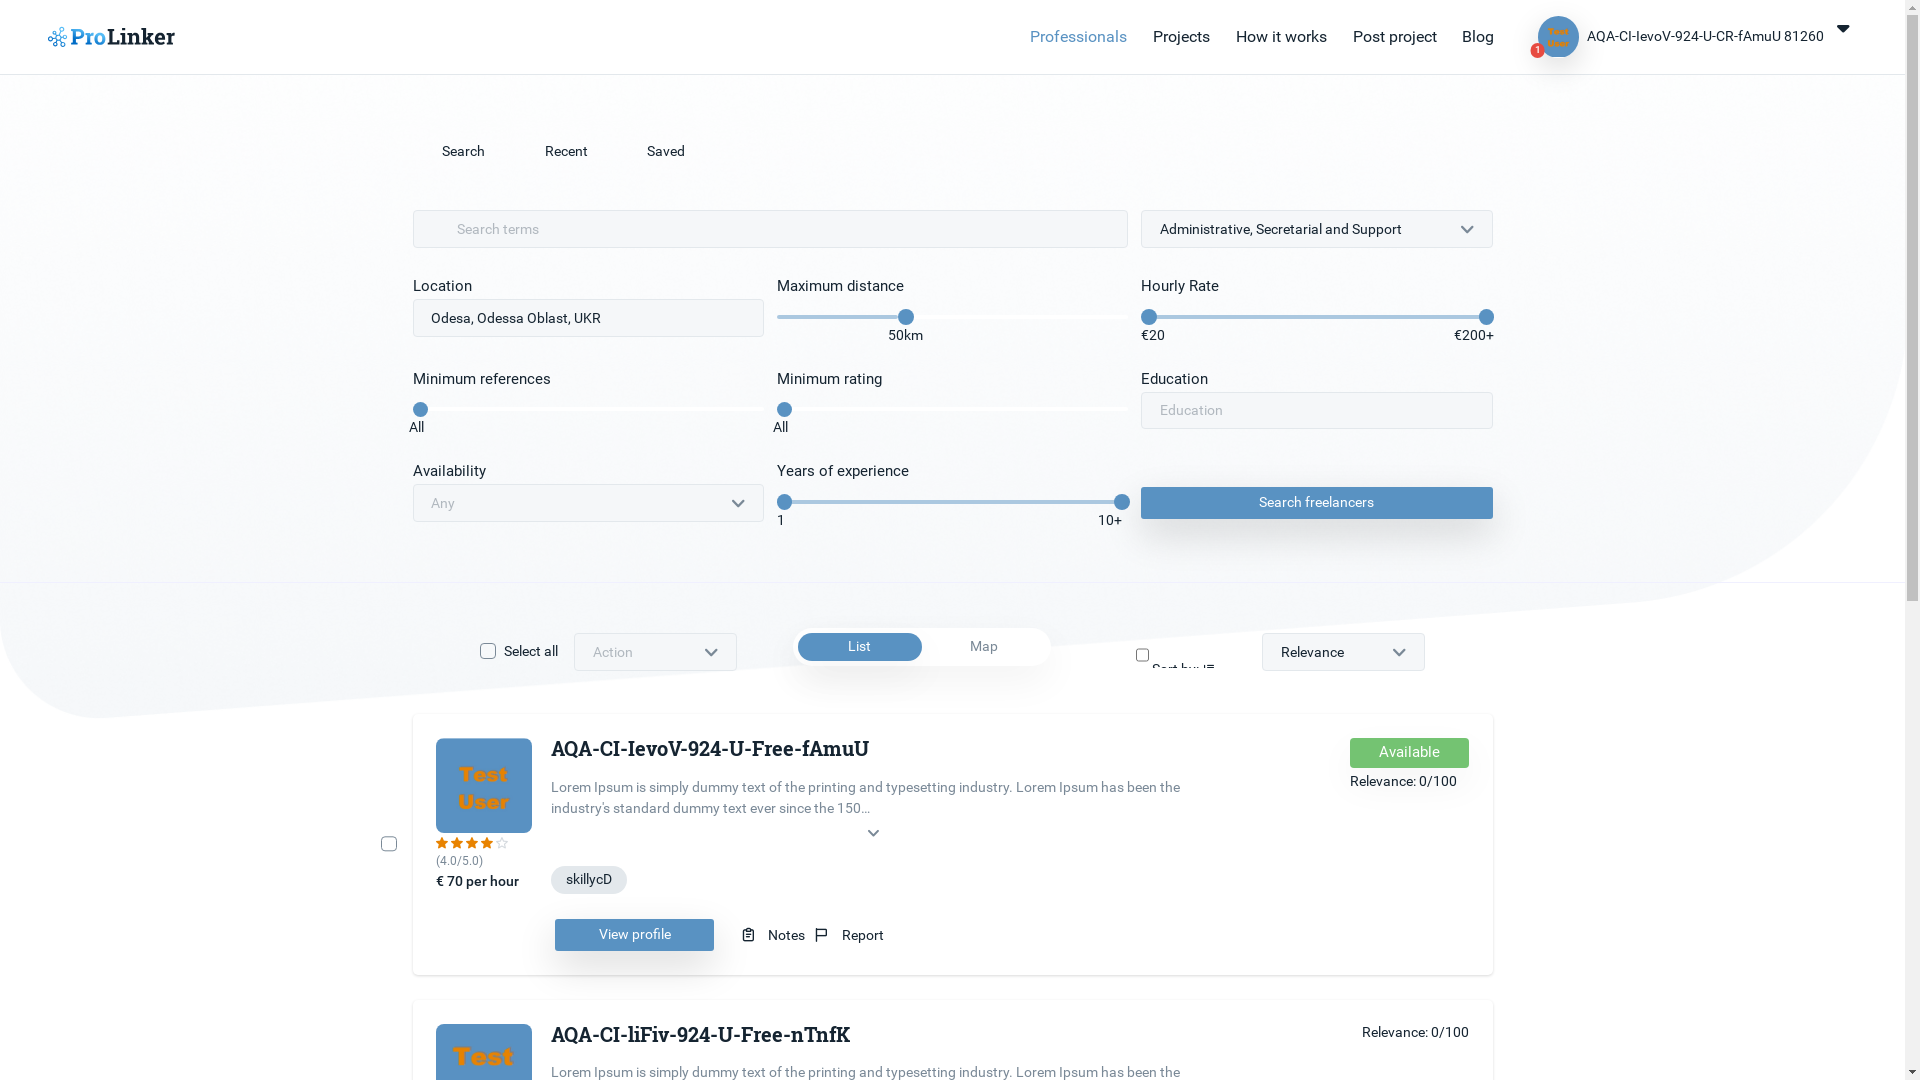 ProLinker
Professionals Projects How it works Post project Blog
Test
User
1
AQA-CI-IevoV-924-U-CR-fAmuU 81260
Search Recent Saved
Search terms
Administrative, Secretarial and Support
Location Maximum distance Hourly Rate
Odesa, Odessa Oblast, UKR
50km €20 €200+
Minimum references Minimum rating Education
Education
All All
Availability Years of experience
Any
Search freelancers
1 10+
Select all Action List Map Sort by: Relevance
AQA-CI-IevoV-924-U-Free-fAmuU
Available
Test
User
Relevance: 0/100
Lorem Ipsum is simply dummy text of the printing and typesetting industry. Lorem Ipsum has been the
industry's standard dummy text ever since the 150...
(4.0/5.0)
€ 70 per hour
skillycD
View profile Notes Report
AQA-CI-liFiv-924-U-Free-nTnfK
Relevance: 0/100
Test
Lorem Ipsum is simply dummy text of the printing and typesetting industry. Lorem Ipsum has been the